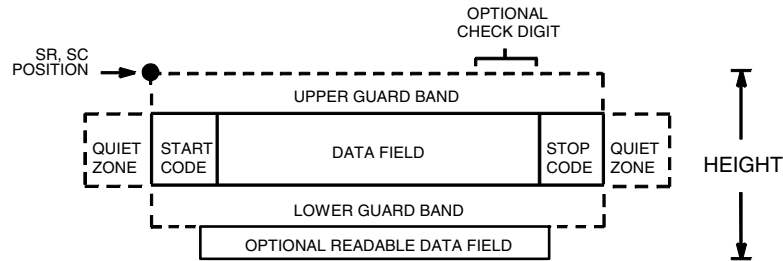 OPTIONAL
CHECK DIGIT
SR, SC
POSITION
UPPER GUARD BAND
QUIET
ZONE
START
CODE
DATA FIELD
STOP
CODE
QUIET
ZONE
HEIGHT
LOWER GUARD BAND
OPTIONAL READABLE DATA FIELD